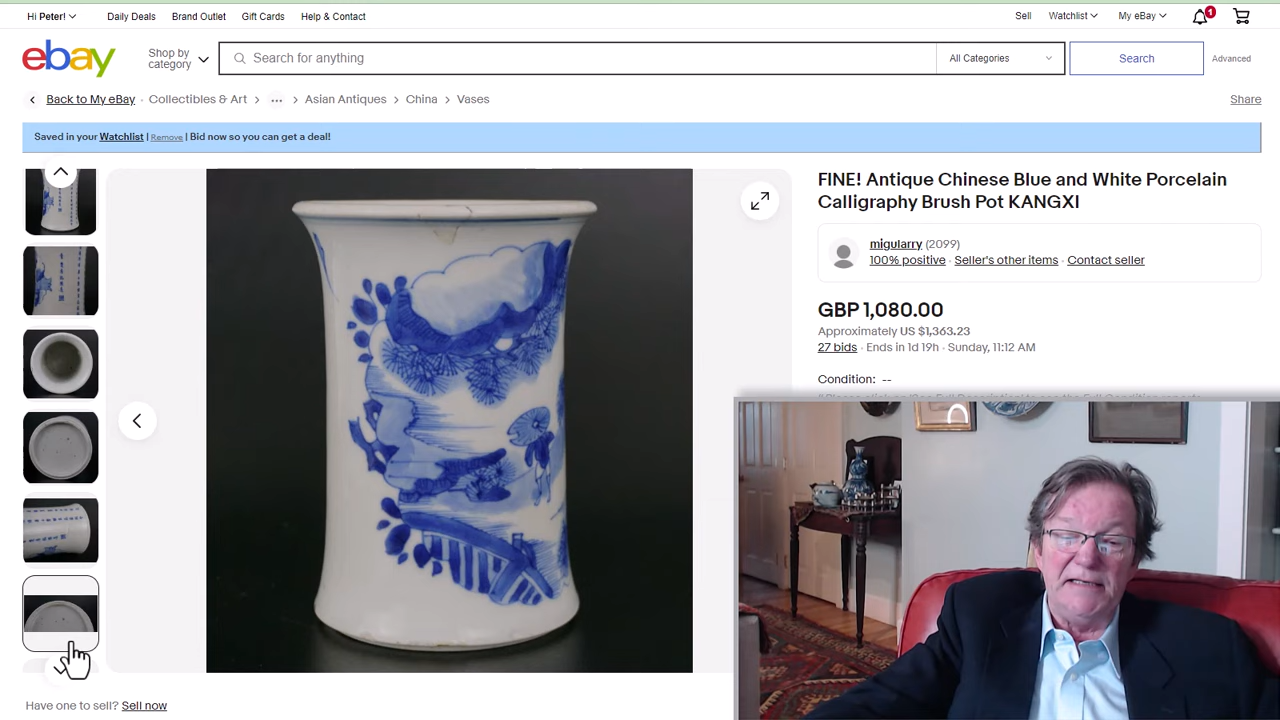 Hi Peter!
Daily Deals
Brand Outlet
Gift Cards
Help & Contact
Sell
Watchlist
My eBay
1
ebay
Shop by
category
Search for anything
All Categories
Search
Advanced
Back to My eBay
Collectibles & Art
...
Asian Antiques
China
Vases
Share
Saved in your Watchlist | Remove | Bid now so you can get a deal!
FINE! Antique Chinese Blue and White Porcelain
Calligraphy Brush Pot KANGXI
migularry (2099)
100% positive · Seller's other items · Contact seller
GBP 1,080.00
Approximately US $1,363.23
27 bids · Ends in 1d 19h · Sunday, 11:12 AM
Condition: --
Have one to sell? Sell now